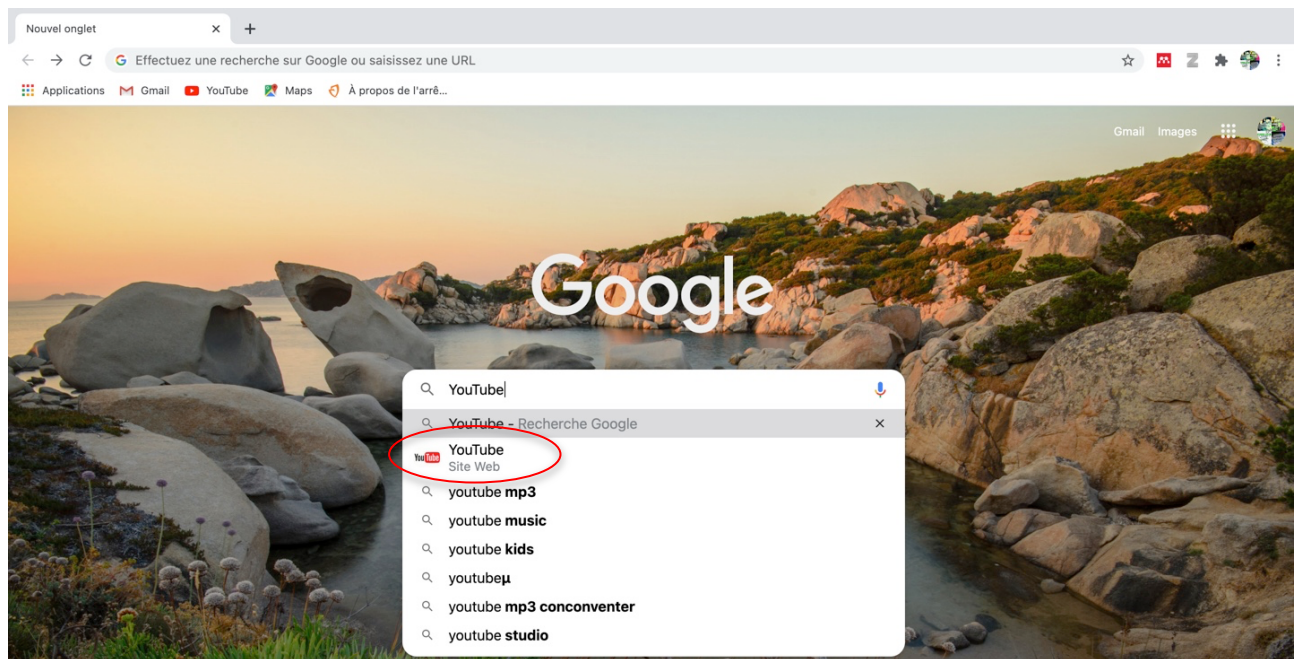 Nouvel onglet
Effectuez une recherche sur Google ou saisissez une URL
Applications Gmail YouTube Maps À propos de l'arrê...
Gmail Images
Google
YouTube
YouTube - Recherche Google
YouTube
YouTube
Site Web
youtube mp3
youtube music
youtube kids
youtubeµ
youtube mp3 conconventer
youtube studio